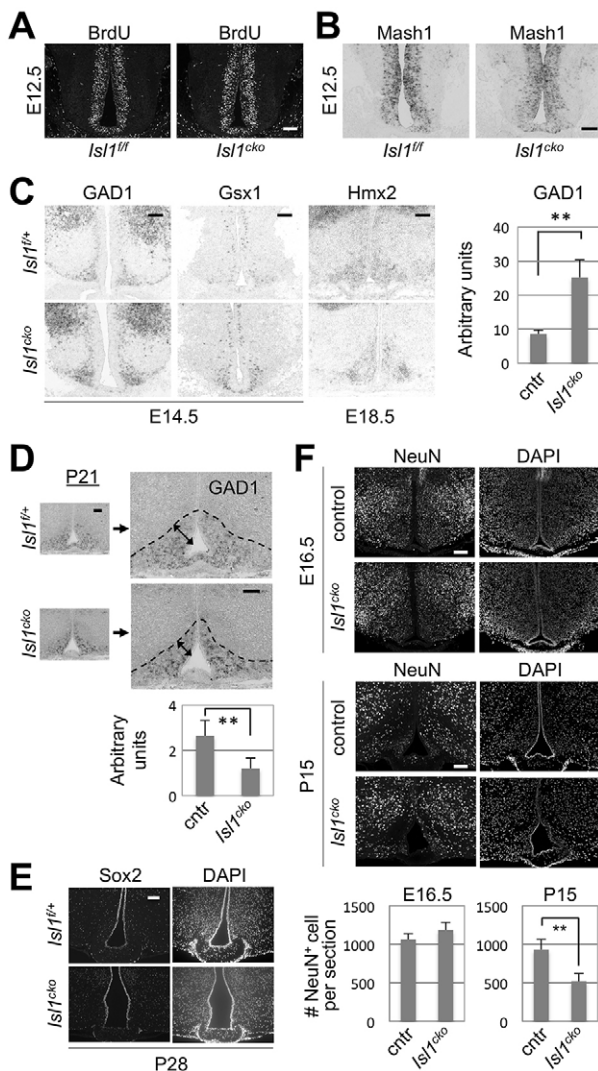 A
BrdU BrdU
E12.5
Isl1f/f Isl1cko
B
Mash1 Mash1
E12.5
Isl1f/f Isl1cko
C
GAD1 Gsx1 Hmx2
Isl1f/+
Isl1cko
E14.5 E18.5
GAD1
Arbitrary units
40
30
20
10
0
**
cntr Isl1cko
D
P21
GAD1
Isl1f/+
Isl1cko
Arbitrary units
4
2
0
**
cntr Isl1cko
E
Sox2 DAPI
Isl1f/+
Isl1cko
P28
F
NeuN DAPI
E16.5
control
Isl1cko
NeuN DAPI
P15
control
Isl1cko
# NeuN+ cell
per section
E16.5
1500
1000
500
0
cntr Isl1cko
P15
1500
1000
500
0
**
cntr Isl1cko